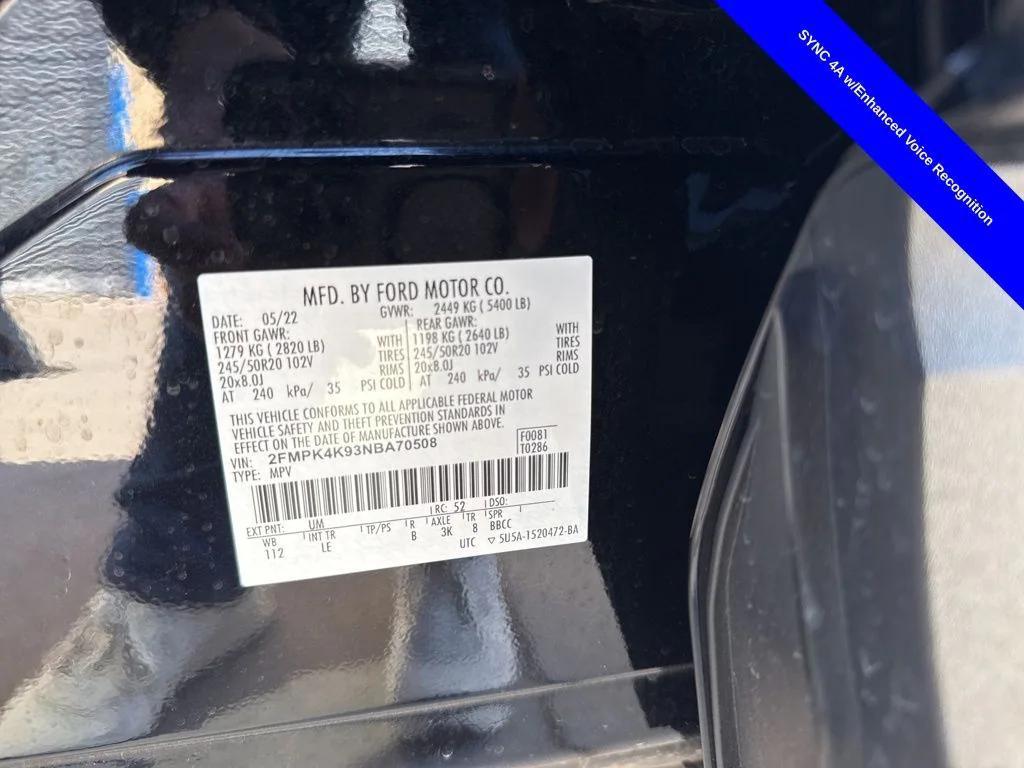 SYNC 4A w/Enhanced Voice Recognition
MFD. BY FORD MOTOR CO.
DATE: 05/22 GVWR: 2449 KG ( 5400 LB)
FRONT GAWR: REAR GAWR:
1279 KG ( 2820 LB) WITH 1198 KG ( 2640 LB) WITH
245/50R20 102V TIRES 245/50R20 102V TIRES
20x8.0J RIMS 20x8.0J RIMS
AT 240 kPa/ 35 PSI COLD AT 240 kPa/ 35 PSI COLD
THIS VEHICLE CONFORMS TO ALL APPLICABLE FEDERAL MOTOR
VEHICLE SAFETY AND THEFT PREVENTION STANDARDS IN
EFFECT ON THE DATE OF MANUFACTURE SHOWN ABOVE.
VIN: 2FMPK4K93NBA70508 F0081
TYPE: MPV T0286
EXT PNT: UM RC: 52 DSO:
WB INT TR TP/PS R AXLE TR SPR
112 LE B 3K 8 BBCC
UTC ▽ 5U5A-1520472-BA